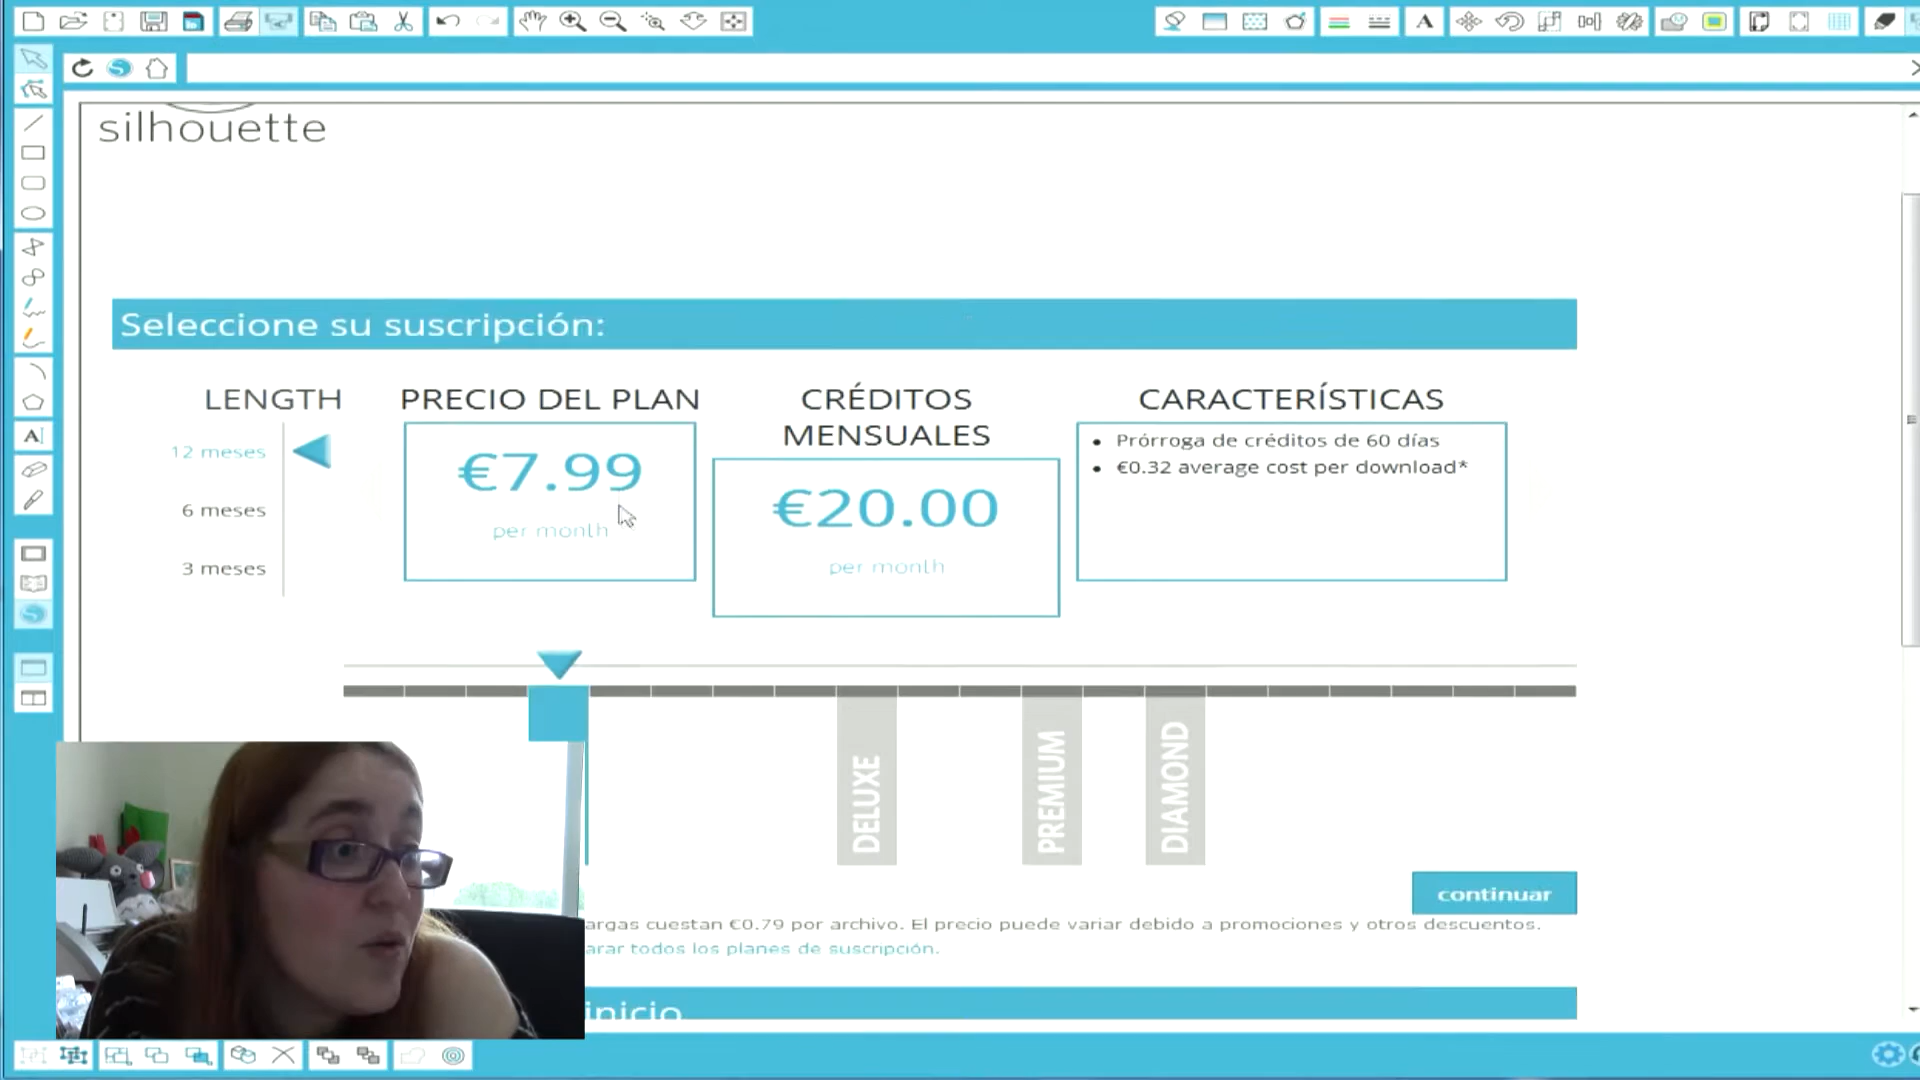 silhouette
Seleccione su suscripción:
LENGTH
12 meses
6 meses
3 meses
PRECIO DEL PLAN
€7.99
per month
CRÉDITOS
MENSUALES
€20.00
per month
CARACTERÍSTICAS
• Prórroga de créditos de 60 días
• €0.32 average cost per download*
DELUXE
PREMIUM
DIAMOND
continuar
argas cuestan €0.79 por archivo. El precio puede variar debido a promociones y otros descuentos.
arar todos los planes de suscripción.
inicio